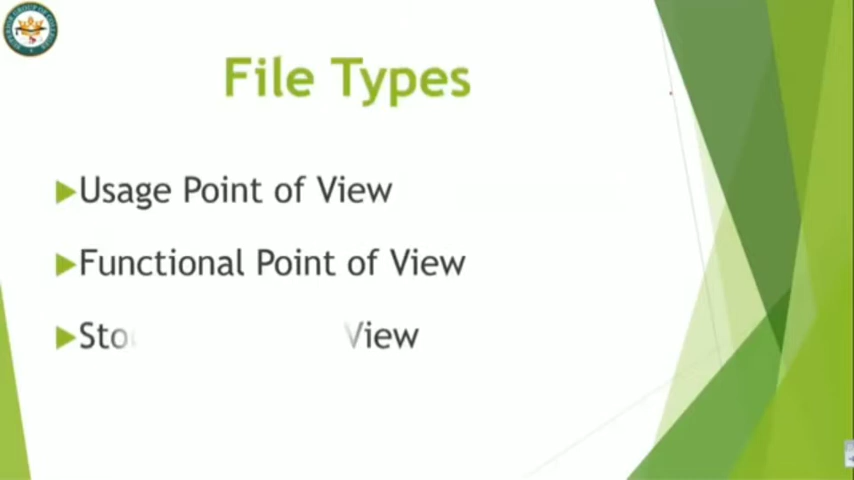 File Types
Usage Point of View
Functional Point of View
Sto View